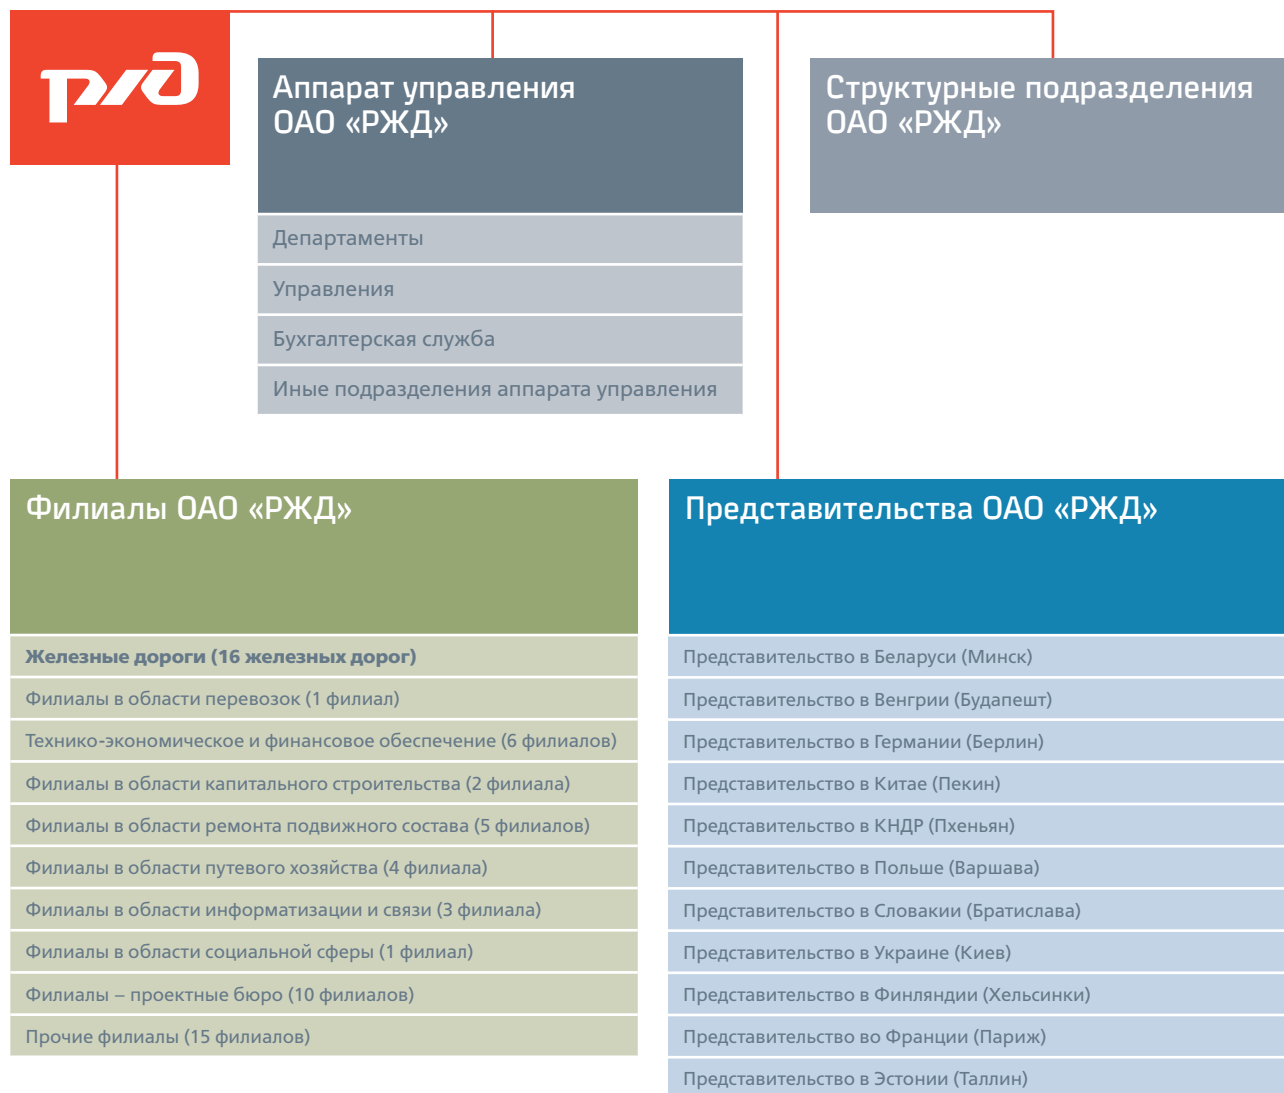 ржд
Аппарат управления
ОАО «РЖД»
Департаменты
Управления
Бухгалтерская служба
Иные подразделения аппарата управления
Структурные подразделения
ОАО «РЖД»
Филиалы ОАО «РЖД»
Железные дороги (16 железных дорог)
Филиалы в области перевозок (1 филиал)
Технико-экономическое и финансовое обеспечение (6 филиалов)
Филиалы в области капитального строительства (2 филиала)
Филиалы в области ремонта подвижного состава (5 филиалов)
Филиалы в области путевого хозяйства (4 филиала)
Филиалы в области информатизации и связи (3 филиала)
Филиалы в области социальной сферы (1 филиал)
Филиалы – проектные бюро (10 филиалов)
Прочие филиалы (15 филиалов)
Представительства ОАО «РЖД»
Представительство в Беларуси (Минск)
Представительство в Венгрии (Будапешт)
Представительство в Германии (Берлин)
Представительство в Китае (Пекин)
Представительство в КНДР (Пхеньян)
Представительство в Польше (Варшава)
Представительство в Словакии (Братислава)
Представительство в Украине (Киев)
Представительство в Финляндии (Хельсинки)
Представительство во Франции (Париж)
Представительство в Эстонии (Таллин)